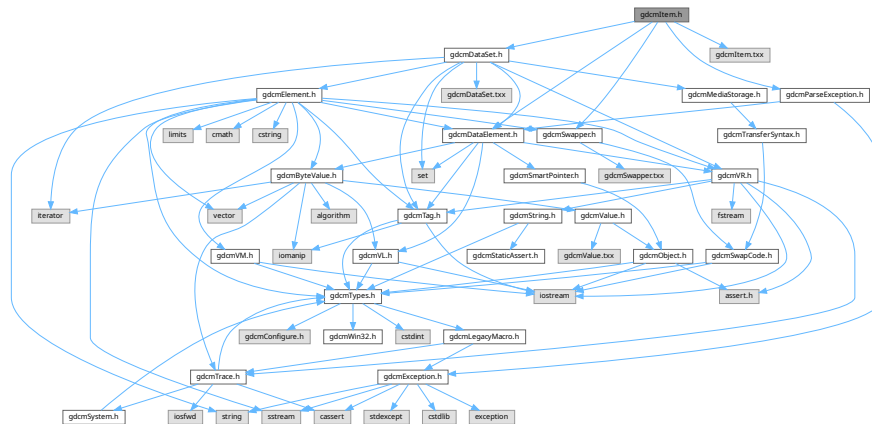 gdcmItem.h
gdcmDataSet.h
gdcmItem.txx
gdcmElement.h
gdcmDataSet.txx
gdcmMediaStorage.h
gdcmParseException.h
limits
cmath
cstring
gdcmDataElement.h
gdcmSwapper.h
gdcmTransferSyntax.h
gdcmByteValue.h
set
gdcmSmartPointer.h
gdcmSwapper.txx
gdcmVR.h
iterator
vector
algorithm
gdcmTag.h
gdcmString.h
gdcmValue.h
fstream
gdcmVM.h
iomanip
gdcmVL.h
gdcmStaticAssert.h
gdcmValue.txx
gdcmObject.h
gdcmSwapCode.h
gdcmTypes.h
iostream
assert.h
gdcmConfigure.h
gdcmWin32.h
cstdint
gdcmLegacyMacro.h
gdcmTrace.h
gdcmException.h
gdcmSystem.h
iosfwd
string
sstream
cassert
stdexcept
cstdlib
exception